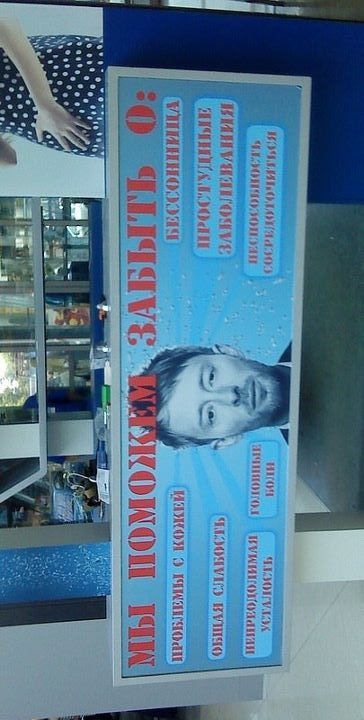 МЫ ПОМОЖЕМ ЗАБЫТЬ О:
ПРОБЛЕМЫ С КОЖЕЙ
ОБЩАЯ СЛАБОСТЬ
НЕПРЕОДОЛИМАЯ
УСТАЛОСТЬ
ГОЛОВНЫЕ
БОЛИ
БЕССОННИЦА
ПРОСТУДНЫЕ
ЗАБОЛЕВАНИЯ
НЕСПОСОБНОСТЬ
СОСРЕДОТОЧИТЬСЯ